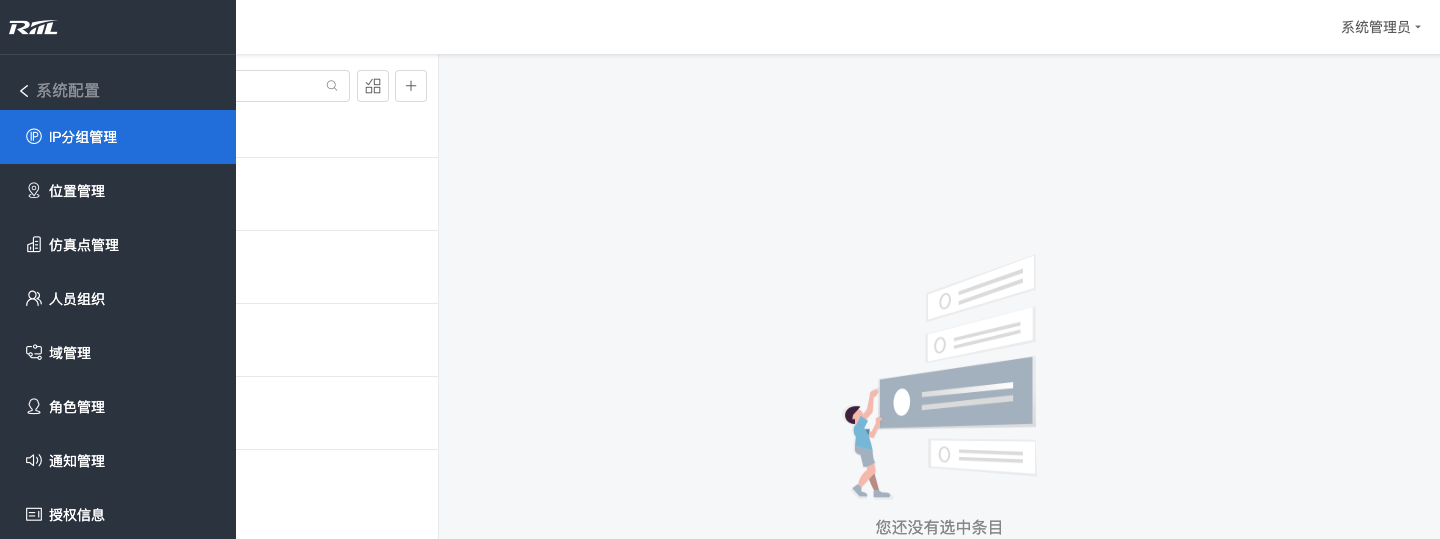 RIIL
系统管理员
系统配置
IP分组管理
位置管理
仿真点管理
人员组织
域管理
角色管理
通知管理
授权信息
您还没有选中条目